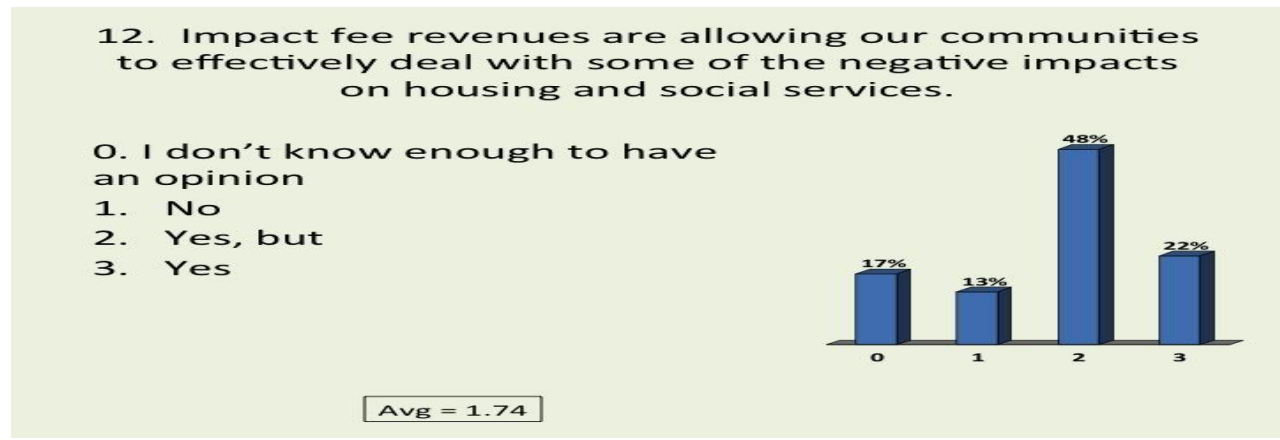 12. Impact fee revenues are allowing our communities
to effectively deal with some of the negative impacts
on housing and social services.
0. I don’t know enough to have
an opinion
1. No
2. Yes, but
3. Yes
48%
22%
17%
13%
0 1 2 3
Avg = 1.74